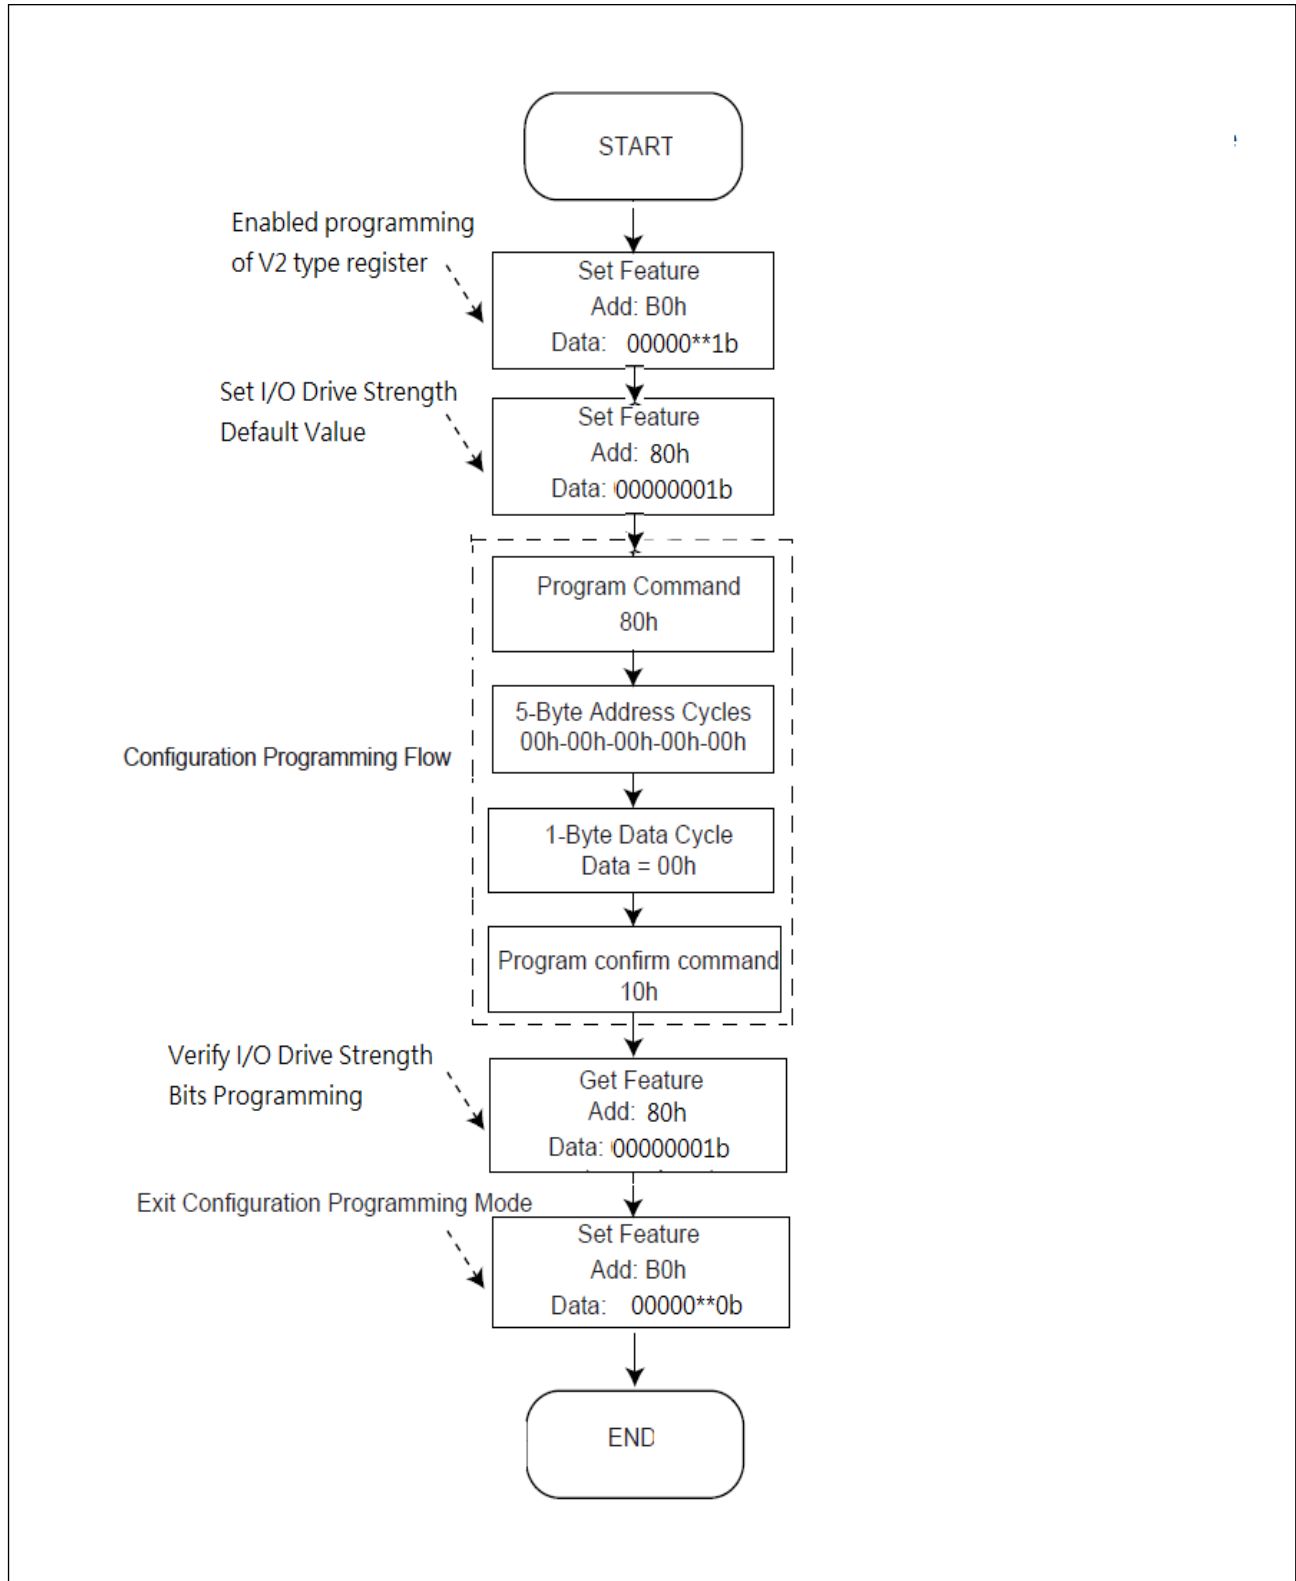 START
Enabled programming
of V2 type register
Set Feature
Add: B0h
Data: 00000**1b
Set I/O Drive Strength
Default Value
Set Feature
Add: 80h
Data: 00000001b
Program Command
80h
5-Byte Address Cycles
00h-00h-00h-00h-00h
Configuration Programming Flow
1-Byte Data Cycle
Data = 00h
Program confirm command
10h
Verify I/O Drive Strength
Bits Programming
Get Feature
Add: 80h
Data: 00000001b
Exit Configuration Programming Mode
Set Feature
Add: B0h
Data: 00000**0b
END